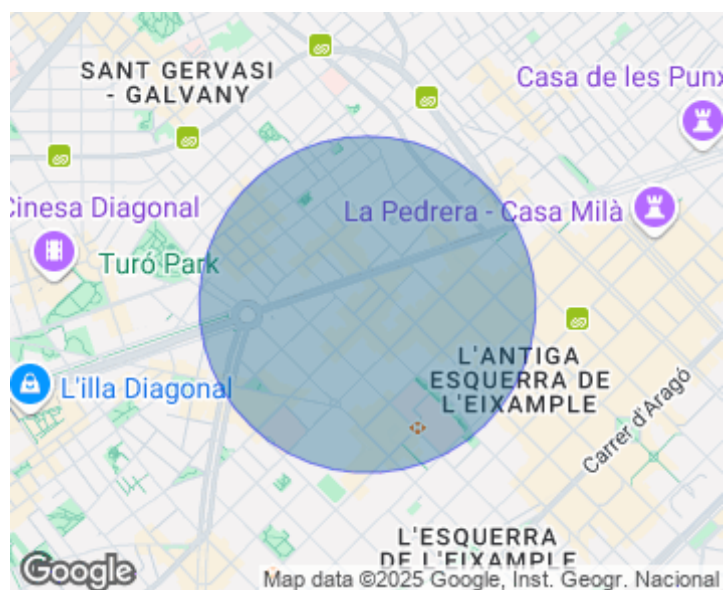 SANT GERVASI
- GALVANY
Casa de les Punx
Cinesa Diagonal
La Pedrera - Casa Milà
Turó Park
L'ANTIGA
ESQUERRA DE
L'EIXAMPLE
L'illa Diagonal
Carrer d'Aragó
L'ESQUERRA
DE L'EIXAMPLE
Google
Map data ©2025 Google, Inst. Geogr. Nacional